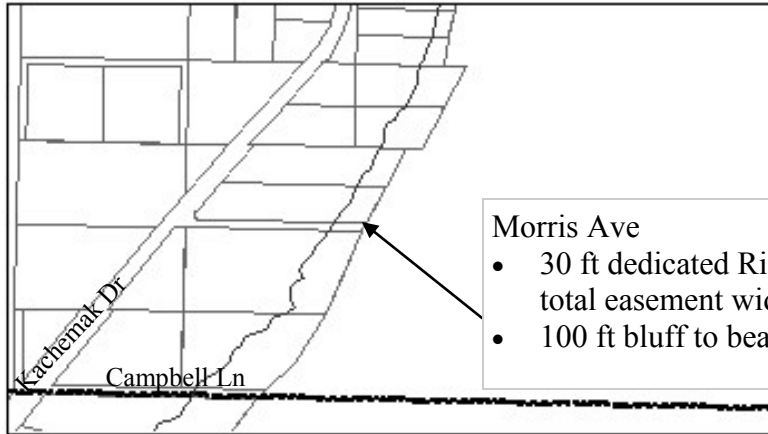 Morris Ave
• 30 ft dedicated
total easement
• 100 ft bluff to
Kachemak Dr
Campbell Ln